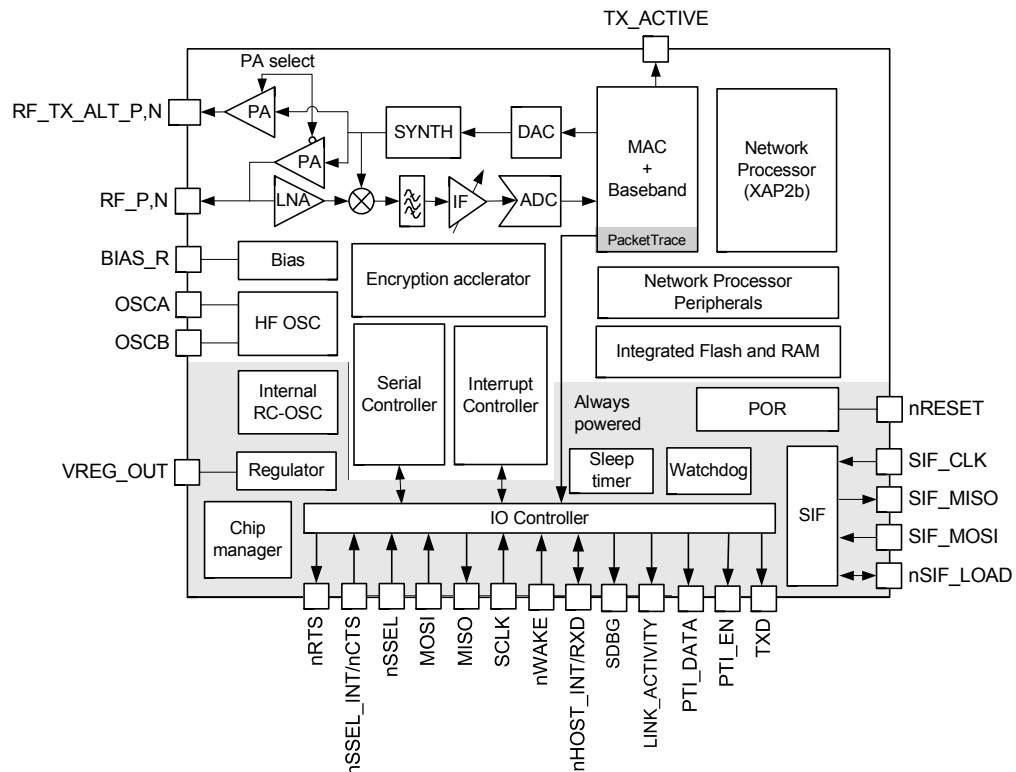 TX_ACTIVE
PA select
RF_TX_ALT_P,N
PA
SYNTH
DAC
MAC
+
Baseband
Network
Processor
(XAP2b)
PA
RF_P,N
LNA
IF
ADC
PacketTrace
BIAS_R
Bias
Encryption acclerator
Network Processor
Peripherals
OSCA
HF OSC
OSCB
Integrated Flash and RAM
Serial
Controller
Interrupt
Controller
Internal
RC-OSC
Always
powered
POR
nRESET
VREG_OUT
Regulator
Sleep
timer
Watchdog
SIF
SIF_CLK
SIF_MISO
SIF_MOSI
nSIF_LOAD
Chip
manager
IO Controller
nRTS
nSSEL_INT/nCTS
nSSEL
MOSI
MISO
SCLK
nWAKE
nHOST_INT/RXD
SDBG
LINK_ACTIVITY
PTI_DATA
PTI_EN
TXD